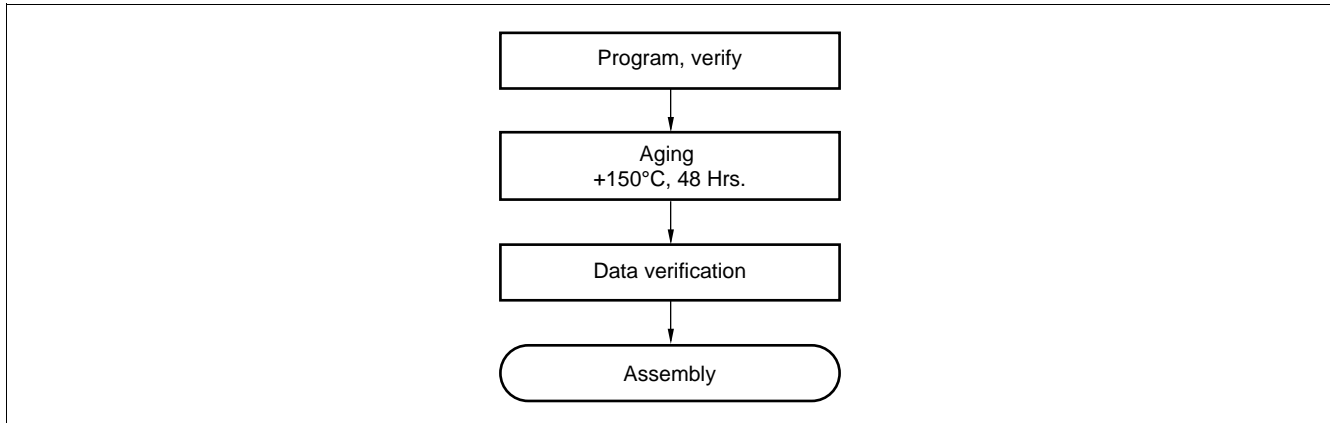 Program, verify
Aging
+150°C, 48 Hrs.
Data verification
Assembly